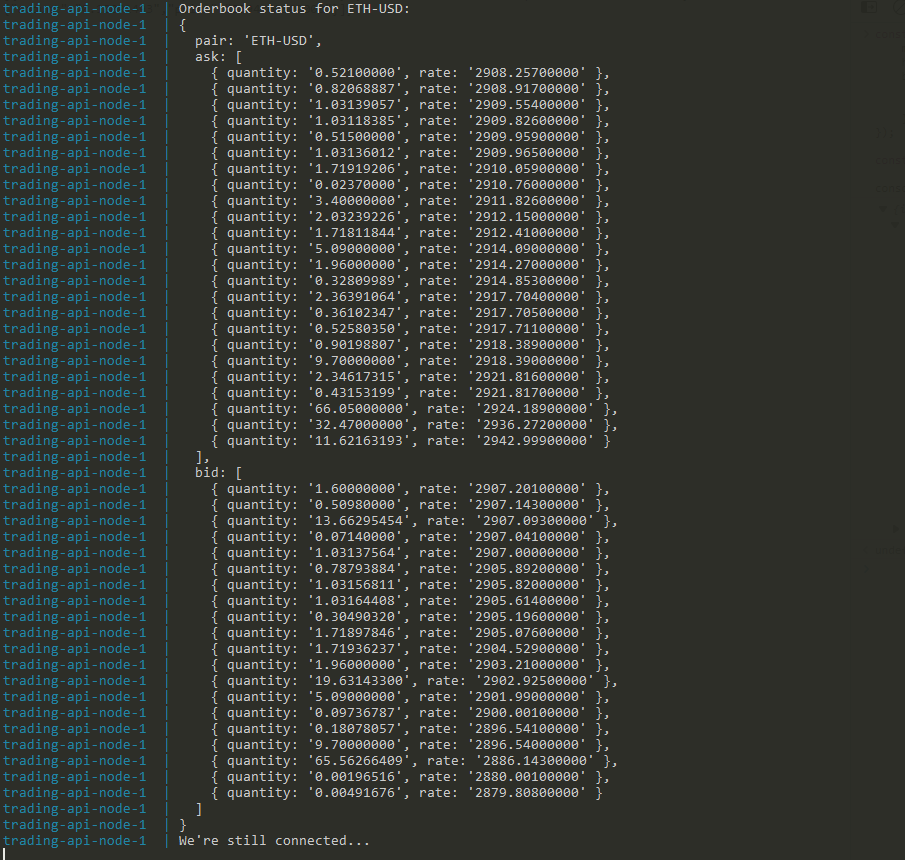 trading-api-node-1  | Orderbook status for ETH-USD:
trading-api-node-1  | {
trading-api-node-1  |   pair: 'ETH-USD',
trading-api-node-1  |   ask: [
trading-api-node-1  |     { quantity: '0.52100000', rate: '2908.25700000' },
trading-api-node-1  |     { quantity: '0.82068887', rate: '2908.91700000' },
trading-api-node-1  |     { quantity: '1.03139057', rate: '2909.55400000' },
trading-api-node-1  |     { quantity: '1.03118385', rate: '2909.82600000' },
trading-api-node-1  |     { quantity: '0.51500000', rate: '2909.95900000' },
trading-api-node-1  |     { quantity: '1.03136012', rate: '2909.96500000' },
trading-api-node-1  |     { quantity: '1.71919206', rate: '2910.05900000' },
trading-api-node-1  |     { quantity: '0.02370000', rate: '2910.76000000' },
trading-api-node-1  |     { quantity: '3.40000000', rate: '2911.82600000' },
trading-api-node-1  |     { quantity: '2.03239226', rate: '2912.15000000' },
trading-api-node-1  |     { quantity: '1.71811844', rate: '2912.41000000' },
trading-api-node-1  |     { quantity: '5.09000000', rate: '2914.09000000' },
trading-api-node-1  |     { quantity: '1.96000000', rate: '2914.27000000' },
trading-api-node-1  |     { quantity: '0.32809989', rate: '2914.85300000' },
trading-api-node-1  |     { quantity: '2.36391064', rate: '2917.70400000' },
trading-api-node-1  |     { quantity: '0.36102347', rate: '2917.70500000' },
trading-api-node-1  |     { quantity: '0.52580350', rate: '2917.71100000' },
trading-api-node-1  |     { quantity: '0.90198807', rate: '2918.38900000' },
trading-api-node-1  |     { quantity: '9.70000000', rate: '2918.39000000' },
trading-api-node-1  |     { quantity: '2.34617315', rate: '2921.81600000' },
trading-api-node-1  |     { quantity: '0.43153199', rate: '2921.81700000' },
trading-api-node-1  |     { quantity: '66.05000000', rate: '2924.18900000' },
trading-api-node-1  |     { quantity: '32.47000000', rate: '2936.27200000' },
trading-api-node-1  |     { quantity: '11.62163193', rate: '2942.99900000' }
trading-api-node-1  |   ],
trading-api-node-1  |   bid: [
trading-api-node-1  |     { quantity: '1.60000000', rate: '2907.20100000' },
trading-api-node-1  |     { quantity: '0.50980000', rate: '2907.14300000' },
trading-api-node-1  |     { quantity: '13.66295454', rate: '2907.09300000' },
trading-api-node-1  |     { quantity: '0.07140000', rate: '2907.04100000' },
trading-api-node-1  |     { quantity: '1.03137564', rate: '2907.00000000' },
trading-api-node-1  |     { quantity: '0.78793884', rate: '2905.89200000' },
trading-api-node-1  |     { quantity: '1.03156811', rate: '2905.82000000' },
trading-api-node-1  |     { quantity: '1.03164408', rate: '2905.61400000' },
trading-api-node-1  |     { quantity: '0.30490320', rate: '2905.19600000' },
trading-api-node-1  |     { quantity: '1.71897846', rate: '2905.07600000' },
trading-api-node-1  |     { quantity: '1.71936237', rate: '2904.52900000' },
trading-api-node-1  |     { quantity: '1.96000000', rate: '2903.21000000' },
trading-api-node-1  |     { quantity: '19.63143300', rate: '2902.92500000' },
trading-api-node-1  |     { quantity: '5.09000000', rate: '2901.99000000' },
trading-api-node-1  |     { quantity: '0.09736787', rate: '2900.00100000' },
trading-api-node-1  |     { quantity: '0.18078057', rate: '2896.54100000' },
trading-api-node-1  |     { quantity: '9.70000000', rate: '2896.54000000' },
trading-api-node-1  |     { quantity: '65.56266409', rate: '2886.14300000' },
trading-api-node-1  |     { quantity: '0.00196516', rate: '2880.00100000' },
trading-api-node-1  |     { quantity: '0.00491676', rate: '2879.80800000' }
trading-api-node-1  |   ]
trading-api-node-1  | }
trading-api-node-1  | We're still connected...